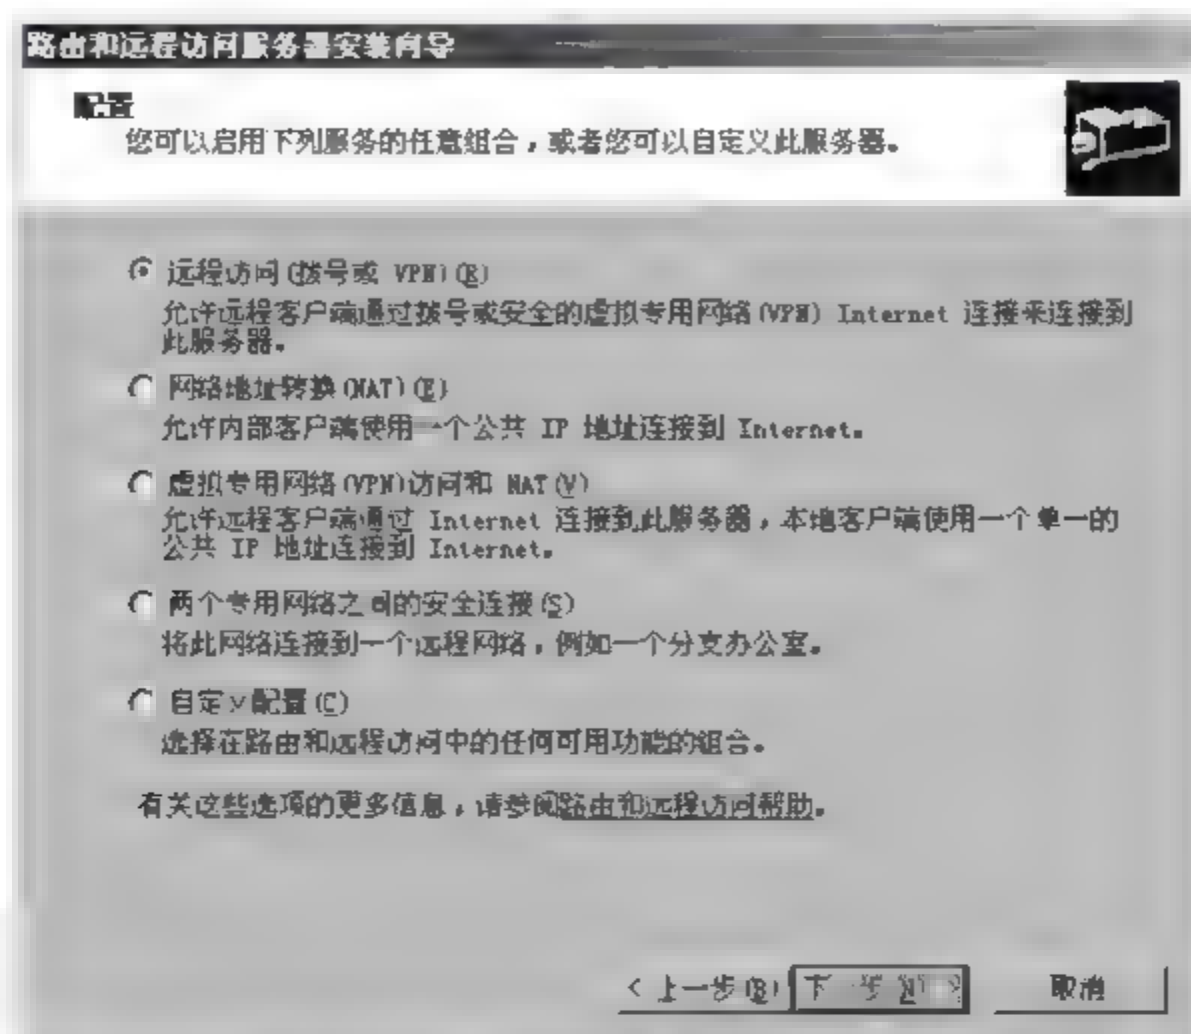 路由和远程访问服务器安装向导
配置
您可以启用下列服务的任意组合，或者您可以自定义此服务器。
远程访问(拨号或 VPN)(R)
允许远程客户端通过拨号或安全的虚拟专用网络(VPN) Internet 连接来连接到
此服务器。
网络地址转换(NAT)(E)
允许内部客户端使用一个公共 IP 地址连接到 Internet。
虚拟专用网络(VPN)访问和 NAT(V)
允许远程客户端通过 Internet 连接到此服务器，本地客户端使用一个单一的
公共 IP 地址连接到 Internet。
两个专用网络之间的安全连接(S)
将此网络连接到一个远程网络，例如一个分支办公室。
自定义配置(C)
选择在路由和远程访问中的任何可用功能的组合。
有关这些选项的更多信息，请参阅路由和远程访问帮助。
< 上一步(B) 下一步(N) > 取消